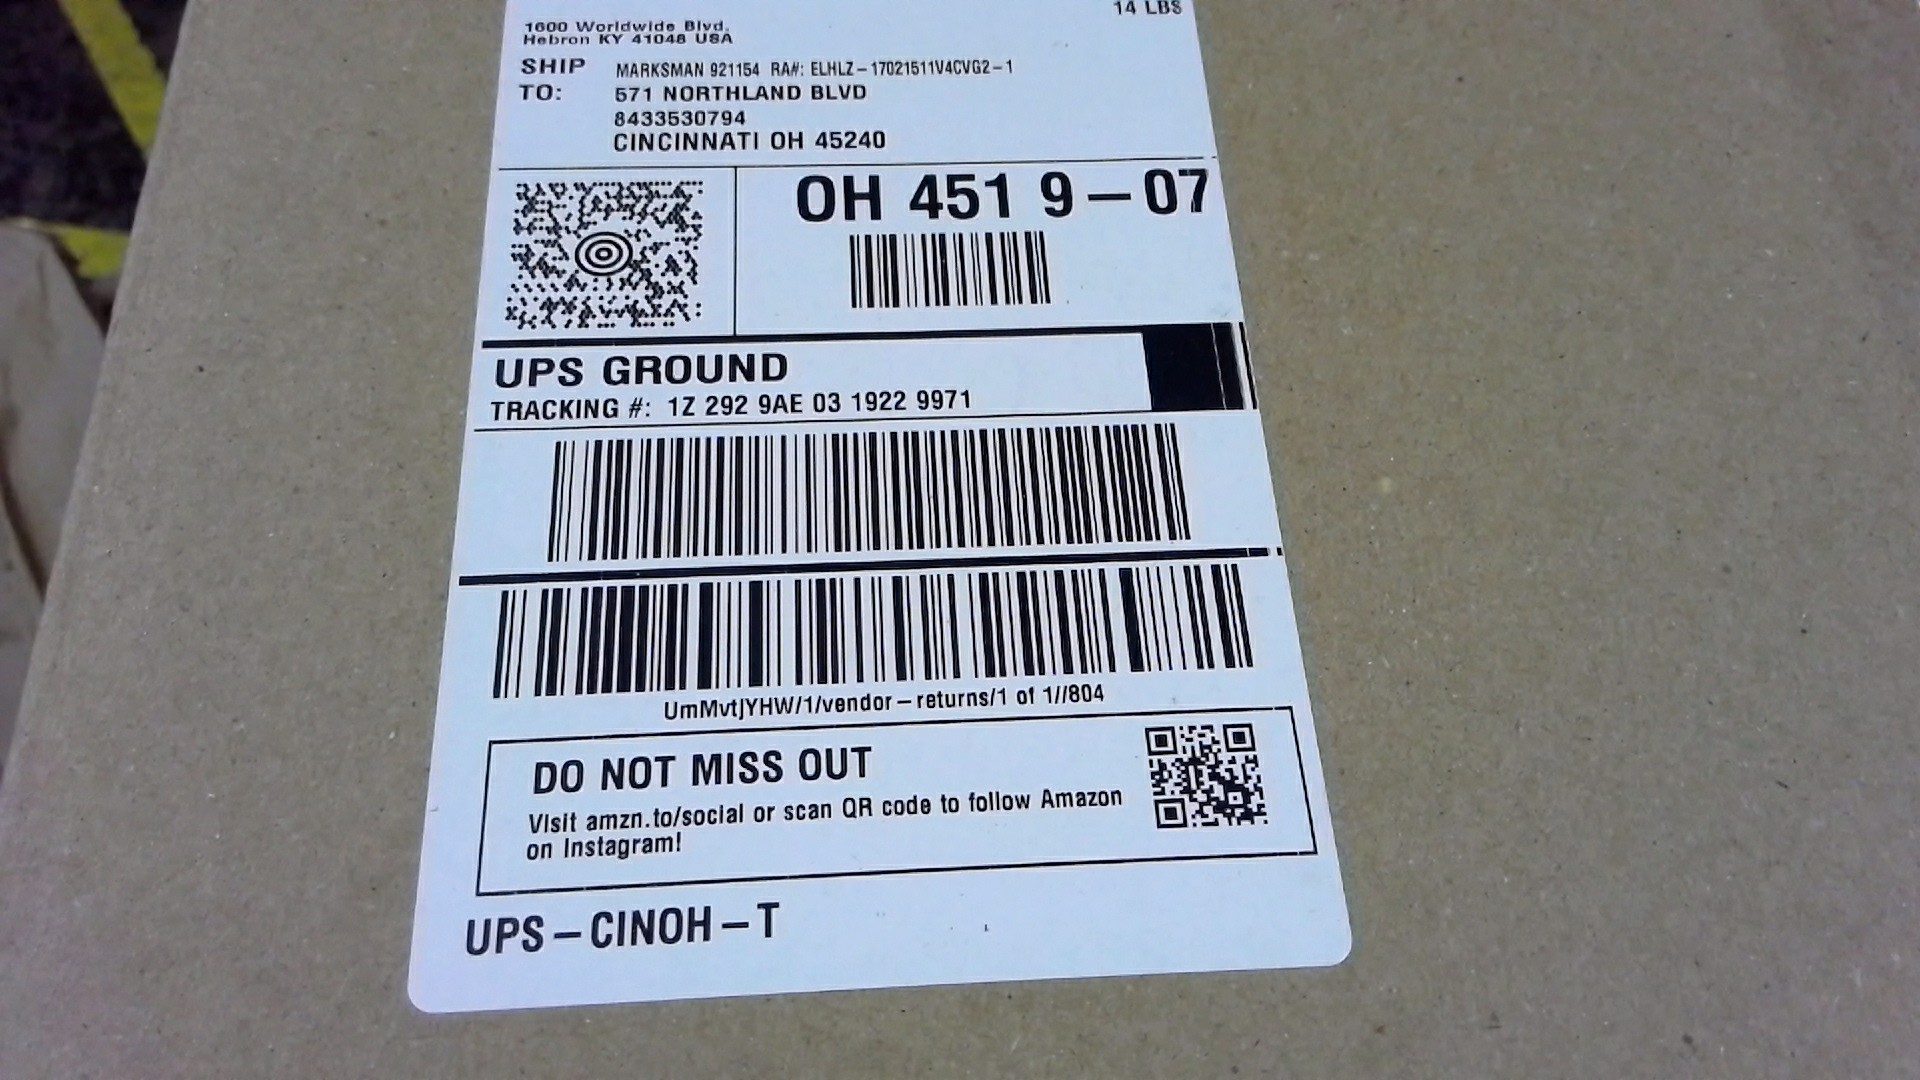 14 LBS
1600 Worldwide Blvd.
Hebron KY 41048 USA
SHIP TO:
MARKSMAN 921154 RA#: ELHLZ-17021511V4CVG2-1
571 NORTHLAND BLVD
8433530794
CINCINNATI OH 45240
OH 451 9-07
UPS GROUND
TRACKING #: 1Z 292 9AE 03 1922 9971
UmMvtJYHW/1/vendor-returns/1 of 1//804
DO NOT MISS OUT
Visit amzn.to/social or scan QR code to follow Amazon
on Instagram!
UPS-CINOH-T